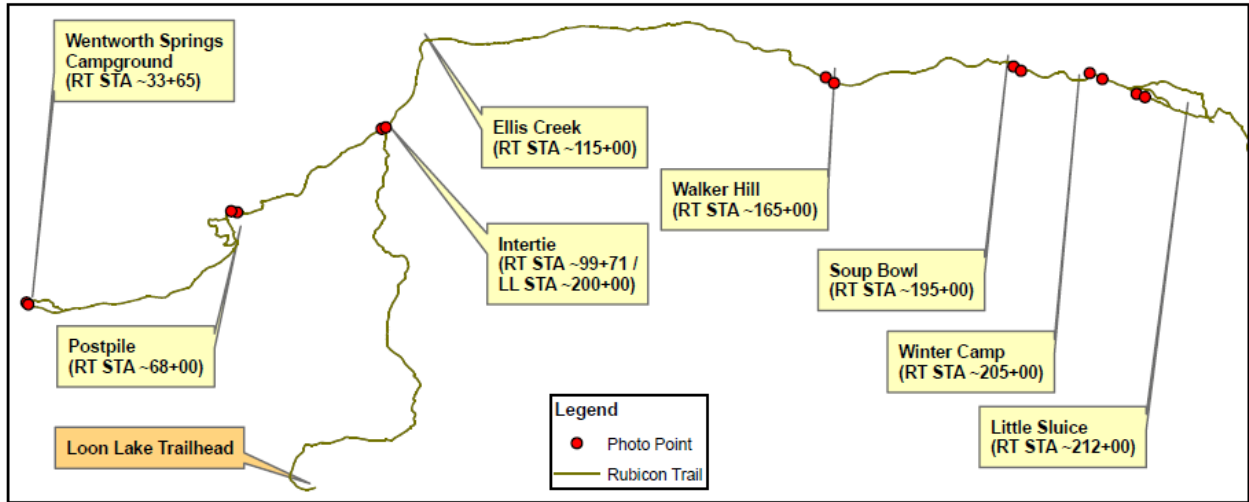 Wentworth Springs
Campground
(RT STA ~33+65)
Ellis Creek
(RT STA ~115+00)
Walker Hill
(RT STA ~165+00)
Intertie
(RT STA ~99+71 /
LL STA ~200+00)
Soup Bowl
(RT STA ~195+00)
Postpile
(RT STA ~68+00)
Winter Camp
(RT STA ~205+00)
Little Sluice
(RT STA ~212+00)
Loon Lake Trailhead
Legend
Photo Point
Rubicon Trail